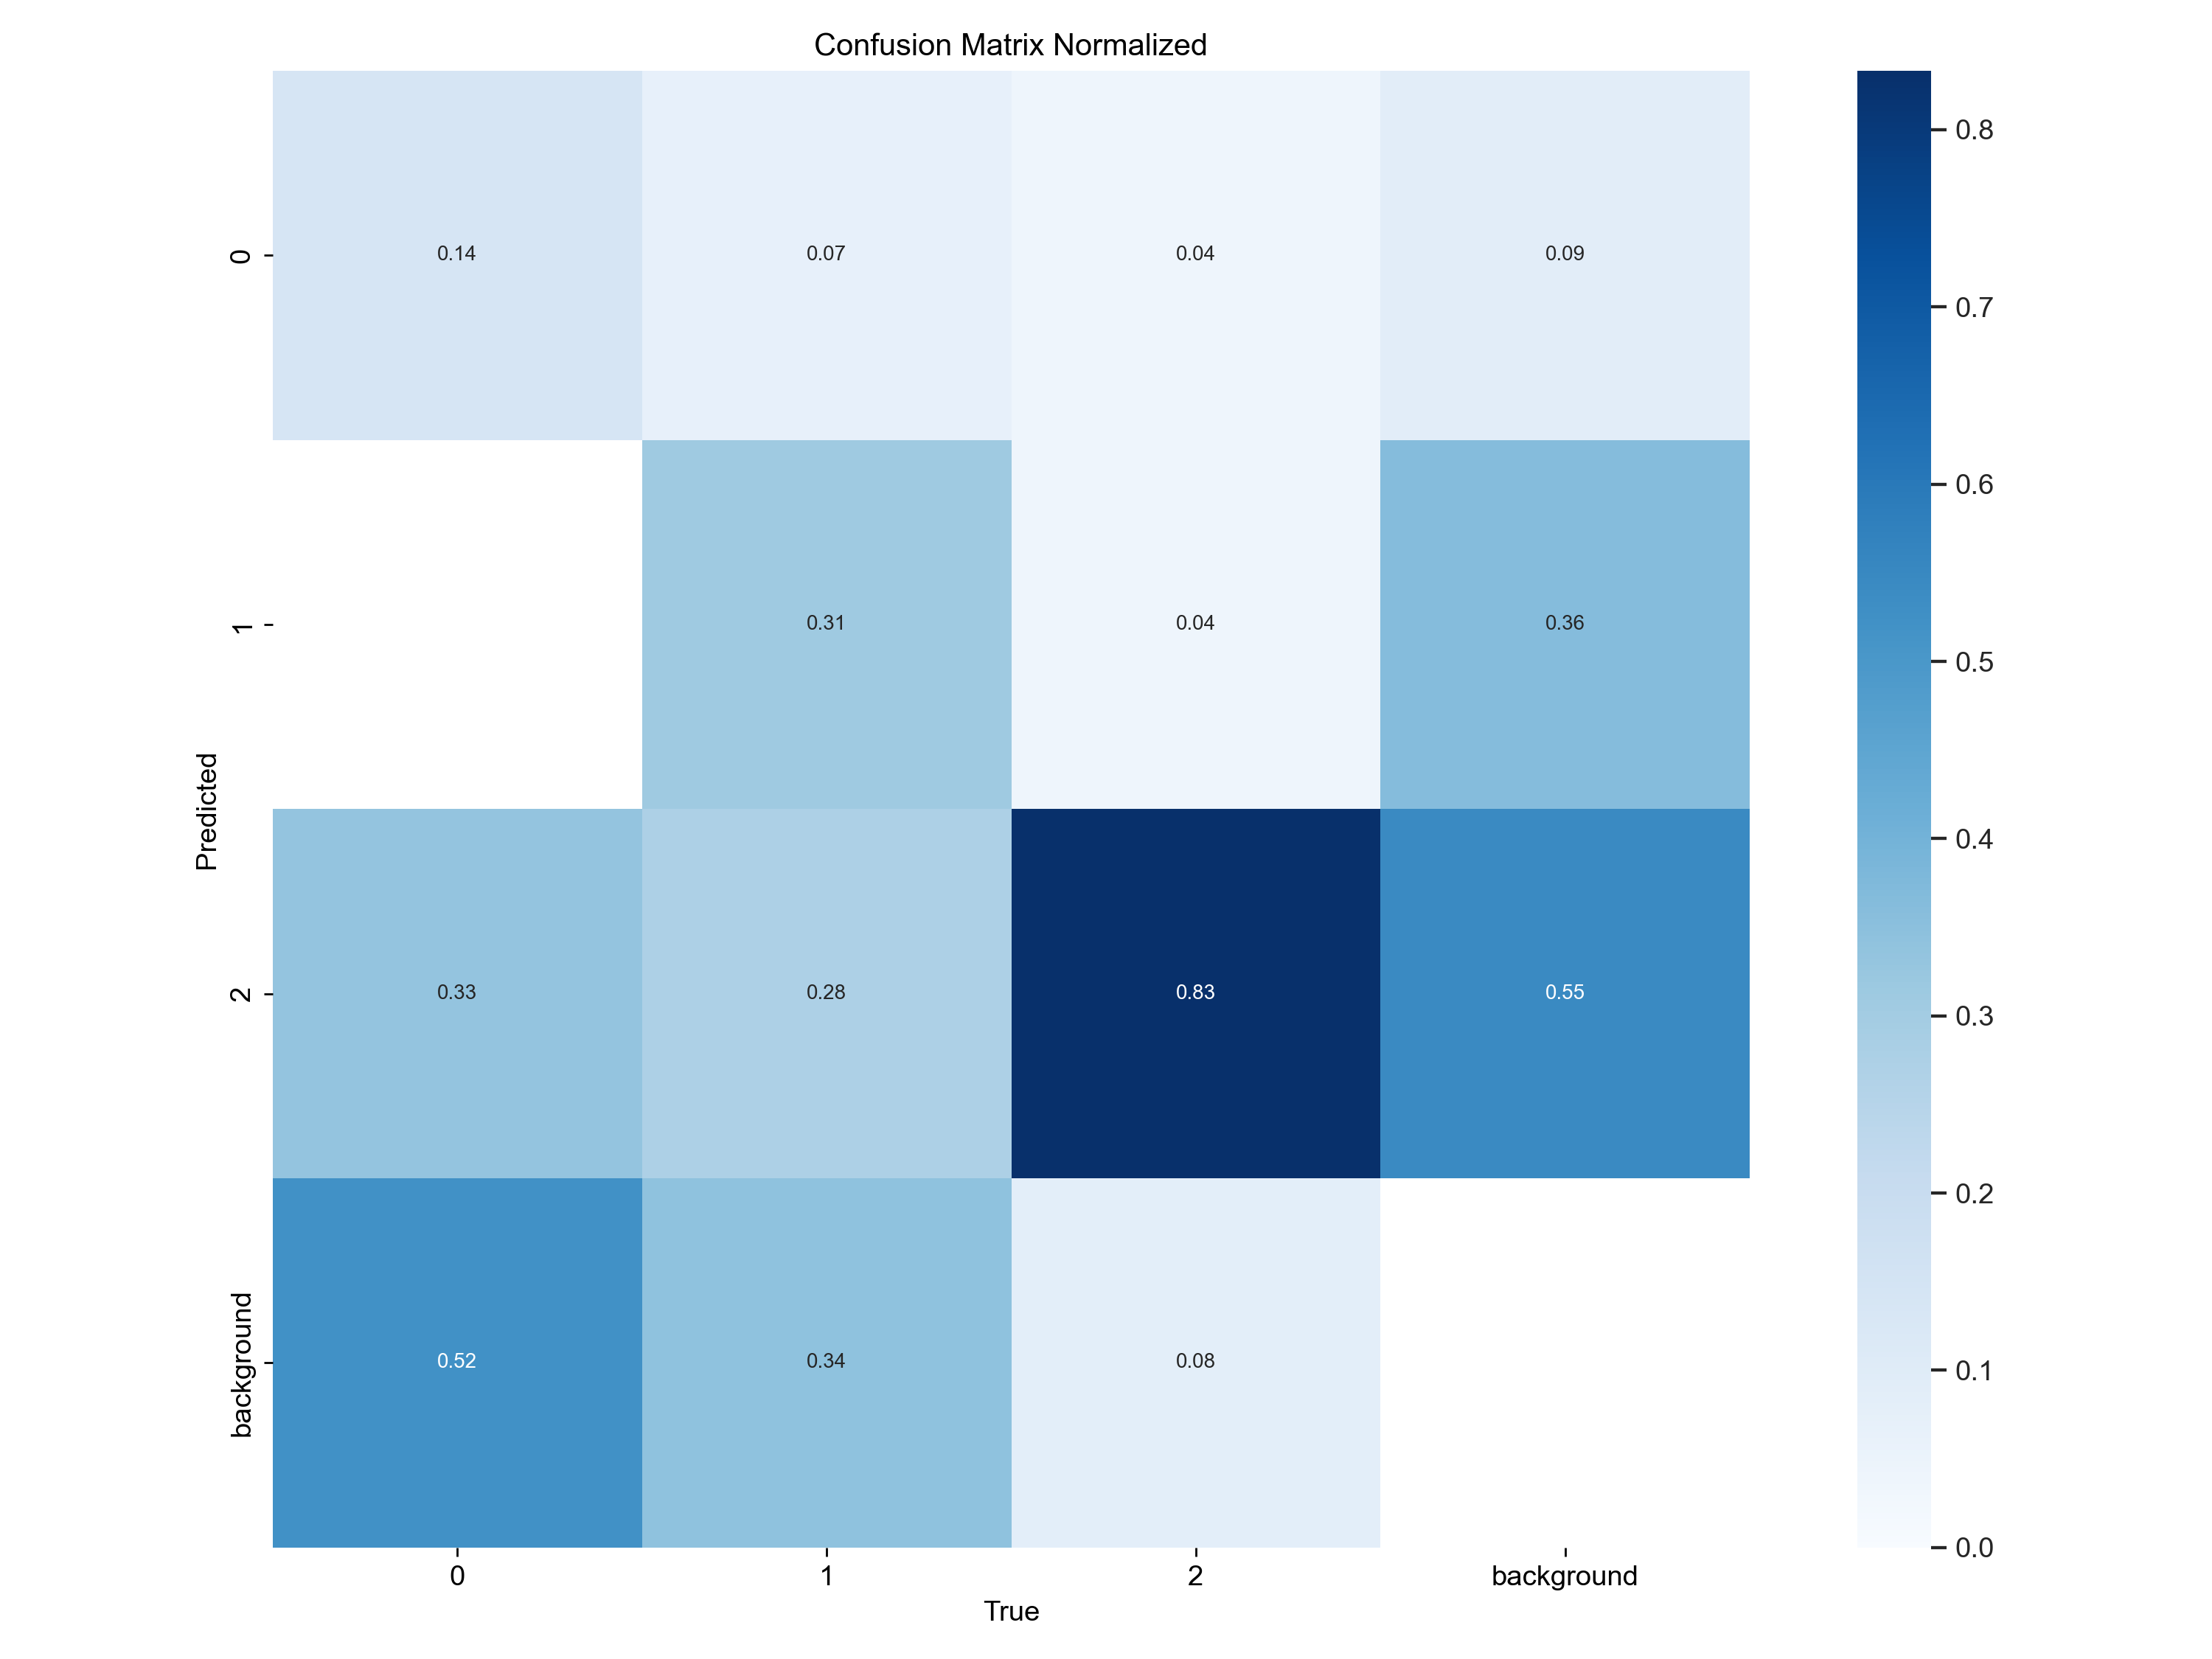 Confusion Matrix Normalized
0 0.14 0.07 0.04 0.09
1 0.31 0.04 0.36
2 0.33 0.28 0.83 0.55
background 0.52 0.34 0.08
0 1 2 background
True
Predicted
0.8
0.7
0.6
0.5
0.4
0.3
0.2
0.1
0.0